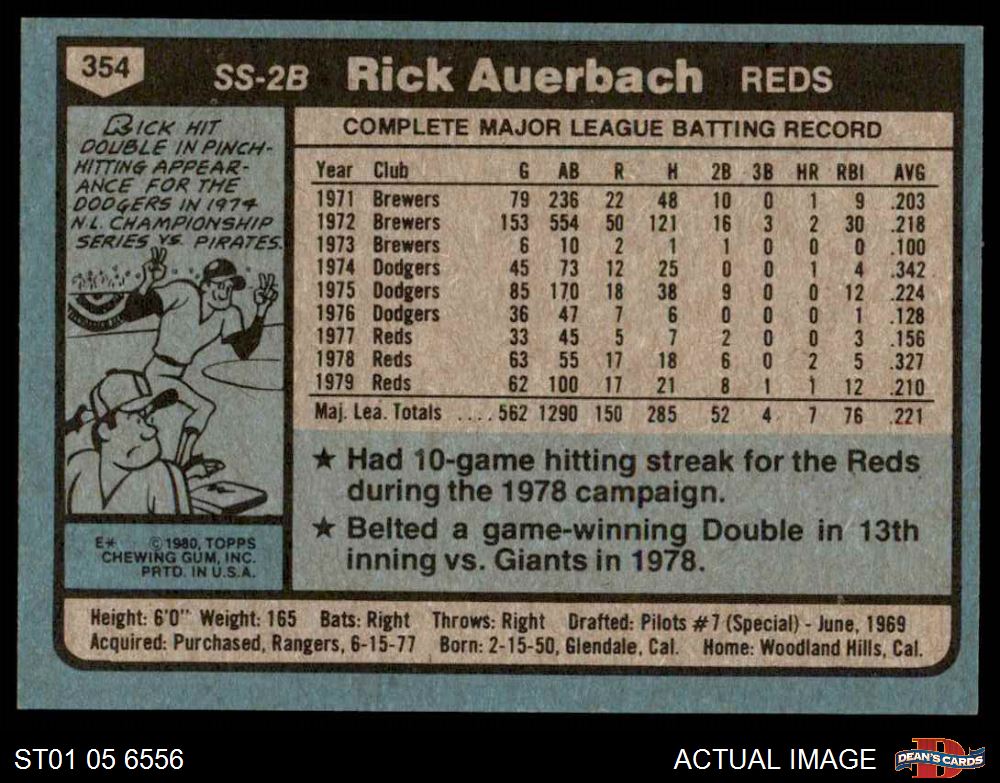 354 SS-2B Rick Auerbach REDS
RICK HIT
DOUBLE IN PINCH-
HITTING APPEAR-
ANCE FOR THE
DODGERS IN 1974
N.L. CHAMPIONSHIP
SERIES VS. PIRATES.
E* © 1980, TOPPS
CHEWING GUM, INC.
PRTD. IN U.S.A.
COMPLETE MAJOR LEAGUE BATTING RECORD
Year Club G AB R H 2B 3B HR RBI AVG
1971 Brewers 79 236 22 48 10 0 1 9 .203
1972 Brewers 153 554 50 121 16 3 2 30 .218
1973 Brewers 6 10 2 1 1 0 0 0 .100
1974 Dodgers 45 73 12 25 0 0 1 4 .342
1975 Dodgers 85 170 18 38 9 0 0 12 .224
1976 Dodgers 36 47 7 6 0 0 0 1 .128
1977 Reds 33 45 5 7 2 0 0 3 .156
1978 Reds 63 55 17 18 6 0 2 5 .327
1979 Reds 62 100 17 21 8 1 1 12 .210
Maj. Lea. Totals .... 562 1290 150 285 52 4 7 76 .221
★ Had 10-game hitting streak for the Reds
during the 1978 campaign.
★ Belted a game-winning Double in 13th
inning vs. Giants in 1978.
Height: 6'0" Weight: 165 Bats: Right Throws: Right Drafted: Pilots #7 (Special) - June, 1969
Acquired: Purchased, Rangers, 6-15-77 Born: 2-15-50, Glendale, Cal. Home: Woodland Hills, Cal.
ST01 05 6556 ACTUAL IMAGE D DEAN'S CARDS